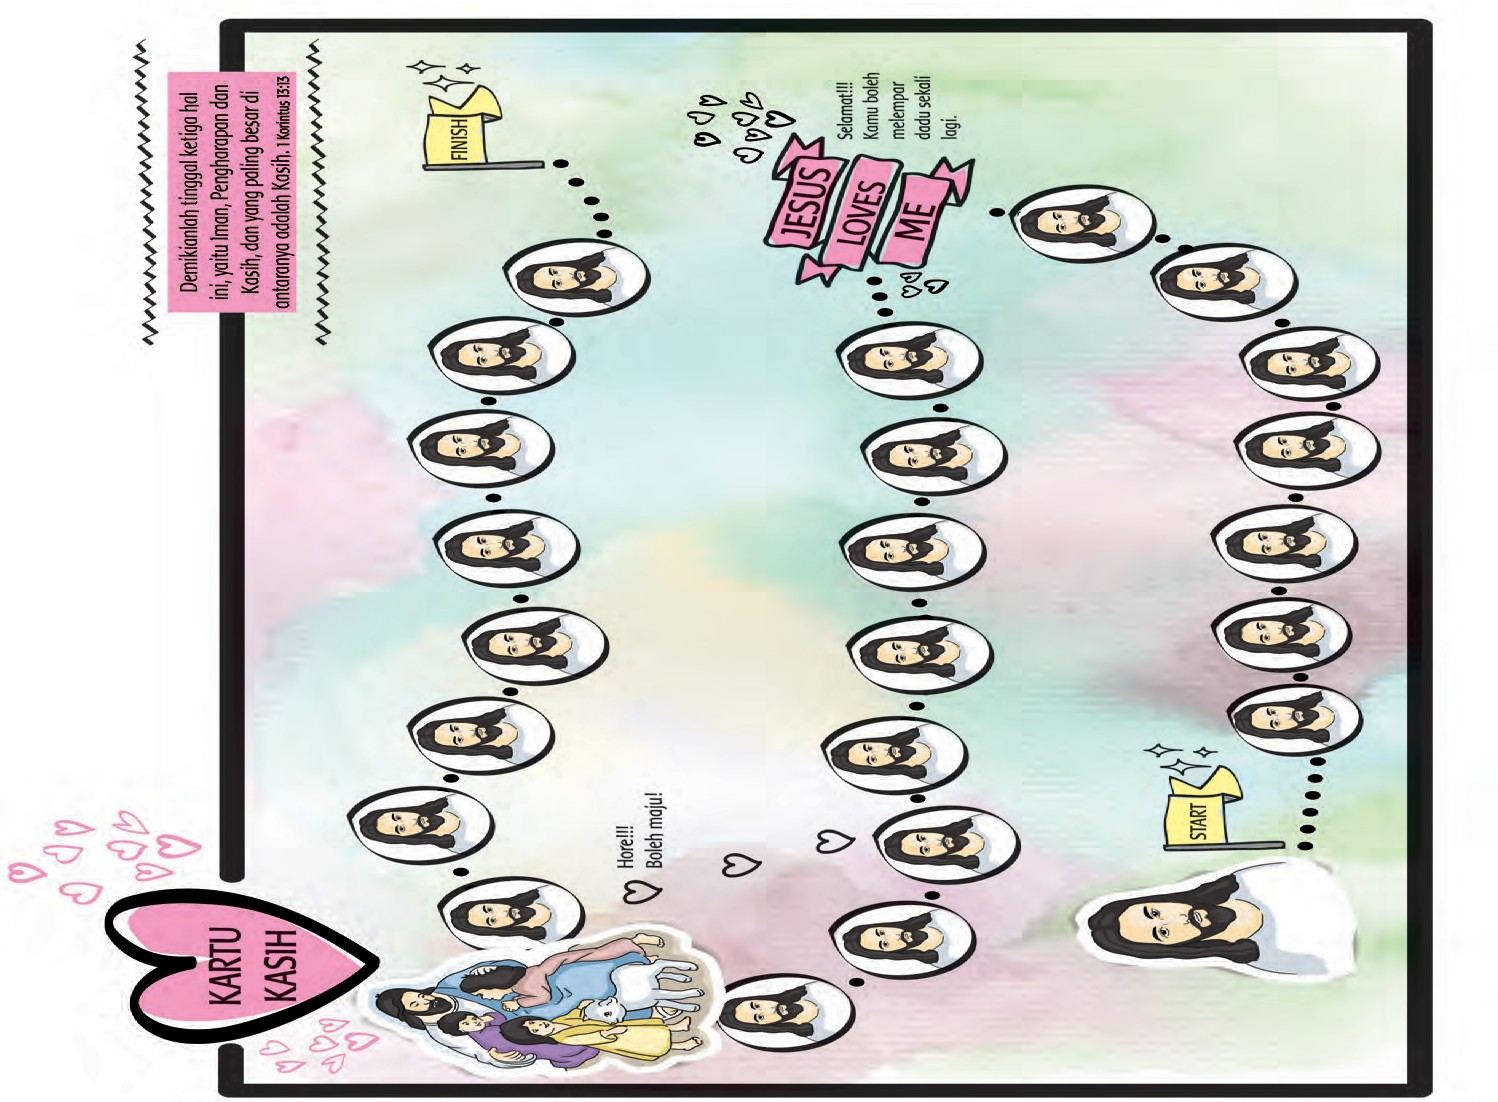 KARTU
KASIH
Demikianlah tinggal ketiga hal
ini, yaitu Iman, Pengharapan dan
Kasih, dan yang paling besar di
antaranya adalah Kasih. 1 Korintus 13:13
FINISH
Hore!!!
Boleh maju!
JESUS
LOVES
ME
Selamat!!!
Kamu boleh
melempar
dadu sekali
lagi.
START